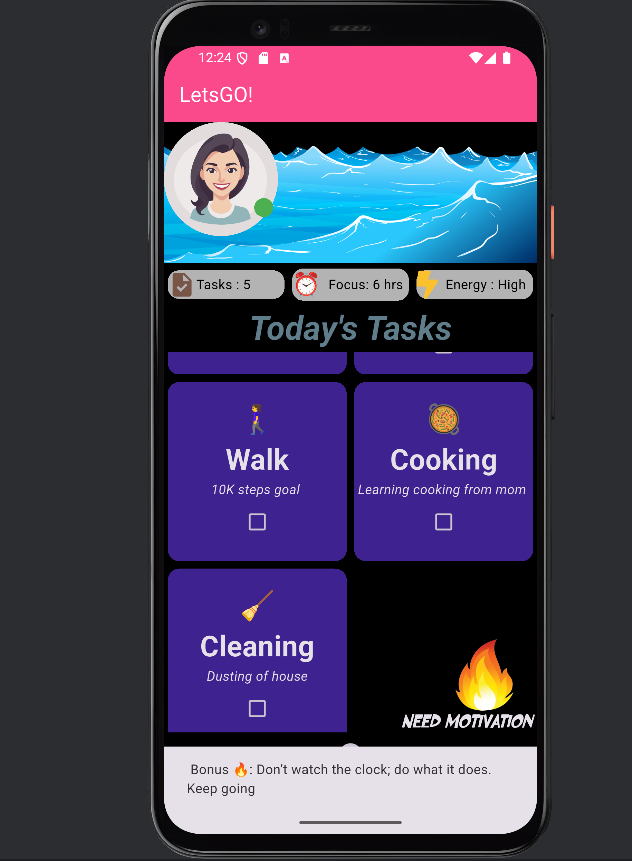 12:24
A
LetsGO!
Tasks : 5
Focus: 6 hrs
Energy : High
Today's Tasks
Walk
Cooking
10K steps goal
Learning cooking from mom
Cleaning
Dusting of house
NEED MOTIVATION
Bonus 🔥: Don't watch the clock; do what it does.
Keep going